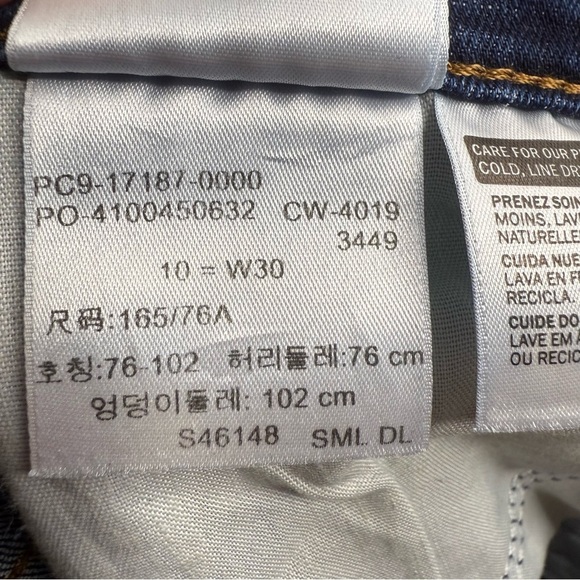 PC9-17187-0000
PO-4100450632 CW-4019
3449
10 = W30
尺码:165/76A
호칭:76-102 허리둘레:76 cm
엉덩이둘레: 102 cm
S46148 SML DL
CARE FOR OUR P
COLD, LINE DR
PRENEZ SOIN
MOINS, LAV
NATURELLE
CUIDA NUE
LAVA EN F
RECICLA.
CUIDE DO
LAVE EM Á
OU RECIC